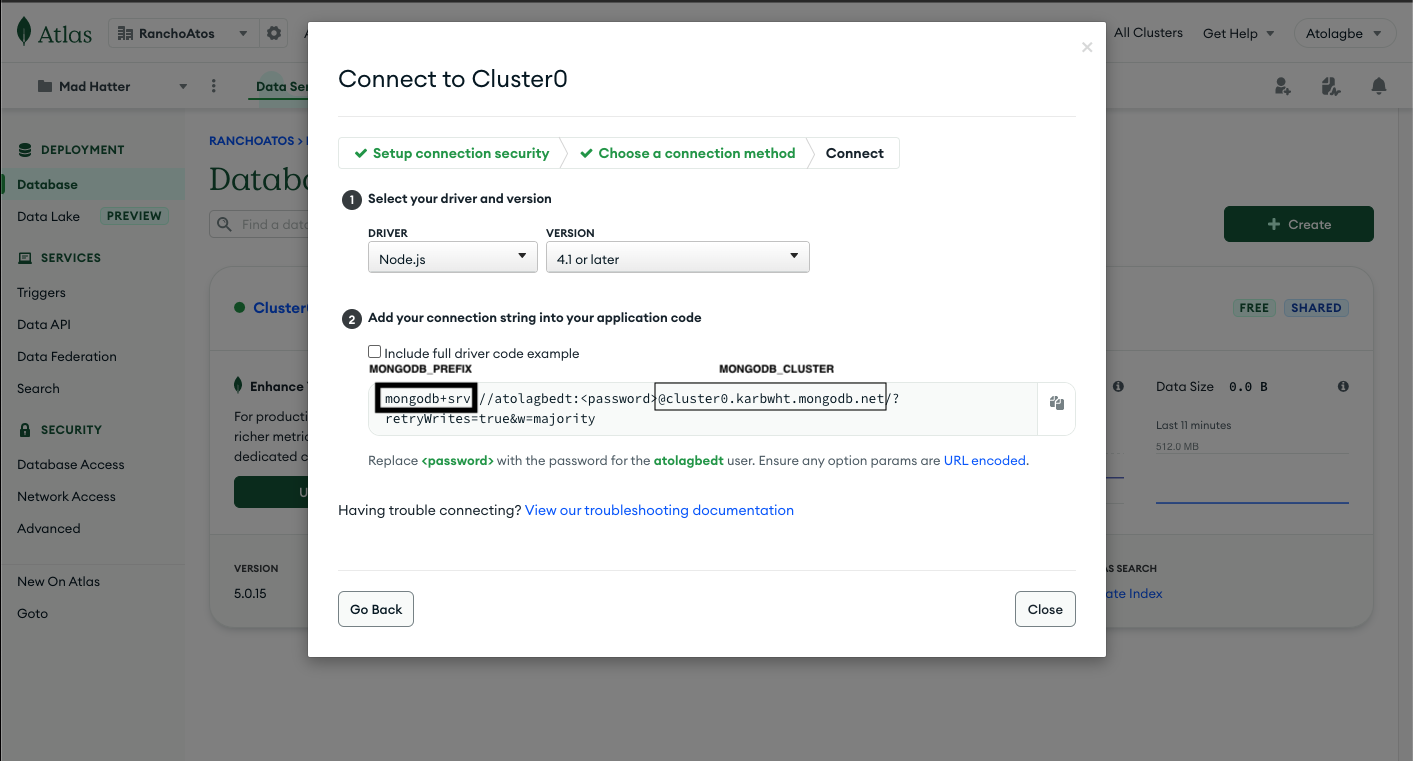 Atlas
RanchoAtos
All Clusters
Get Help
Atolagbe
Mad Hatter
Data Ser
DEPLOYMENT
Database
Data Lake PREVIEW
SERVICES
Triggers
Data API
Data Federation
Search
SECURITY
Database Access
Network Access
Advanced
New On Atlas
Goto
RANCHOATOS >
Databa
Find a data
+ Create
Cluster0
FREE SHARED
Enhance
For producti
richer metric
dedicated c
U
VERSION
5.0.15
Data Size 0.0 B
Last 11 minutes
512.0 MB
AS SEARCH
ate Index
×
Connect to Cluster0
Setup connection security
Choose a connection method
Connect
1 Select your driver and version
DRIVER VERSION
Node.js 4.1 or later
2 Add your connection string into your application code
Include full driver code example
MONGODB_PREFIX MONGODB_CLUSTER
mongodb+srv //atolagbedt:<password>@cluster0.karbwht.mongodb.net/?
retryWrites=true&w=majority
Replace <password> with the password for the atolagbedt user. Ensure any option params are URL encoded.
Having trouble connecting? View our troubleshooting documentation
Go Back
Close